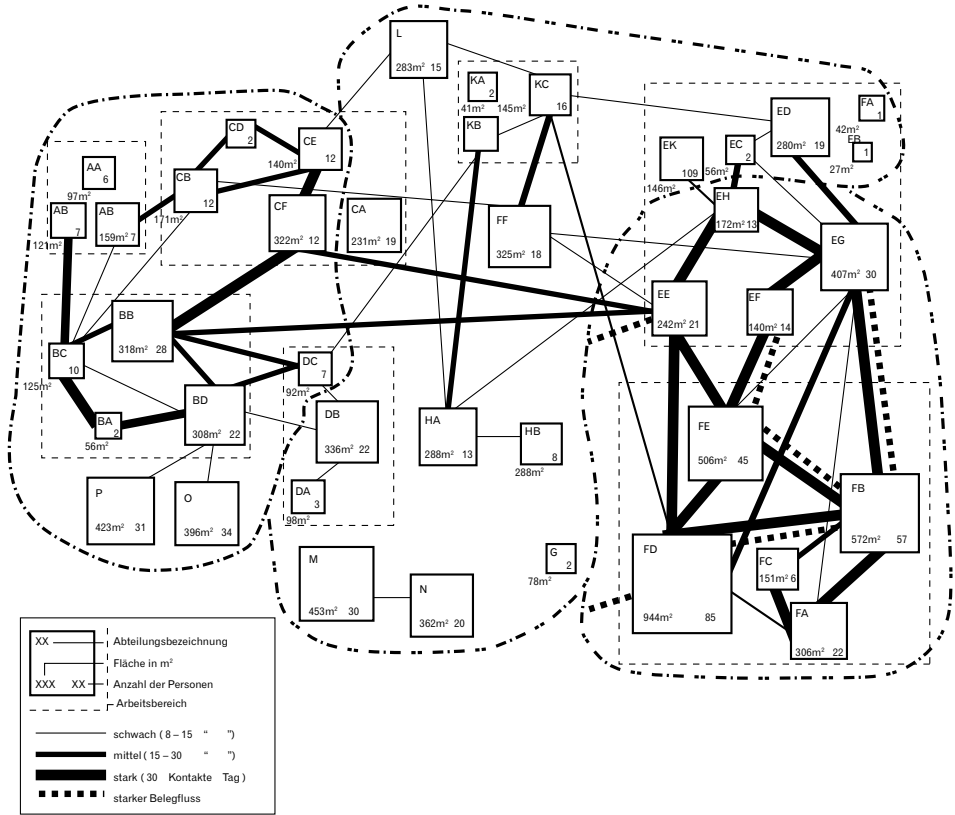 L
283m² 15
KA
2
41m²
145m²
KC
16
KB
CD
2
CE
12
140m²
CB
12
171m²
AA
6
97m²
AB
7
121m²
AB
159m² 7
CF
322m² 12
CA
231m² 19
FF
325m² 18
ED
280m² 19
FA
1
42m²
EB
1
27m²
EC
2
56m²
EK
109
146m²
EH
172m² 13
EG
407m² 30
EE
242m² 21
EF
140m² 14
BB
318m² 28
BC
10
125m²
BD
308m² 22
BA
2
56m²
DC
7
92m²
DB
336m² 22
DA
3
98m²
HA
288m² 13
HB
8
288m²
FE
506m² 45
FB
572m² 57
P
423m² 31
O
396m² 34
M
453m² 30
N
362m² 20
G
2
78m²
FD
944m² 85
FC
151m² 6
FA
306m² 22
XX
Abteilungsbezeichnung
Fläche in m²
XXX XX
Anzahl der Personen
Arbeitsbereich
schwach ( 8 – 15 “ ”)
mittel ( 15 – 30 “ ”)
stark ( 30 Kontakte Tag )
starker Belegfluss